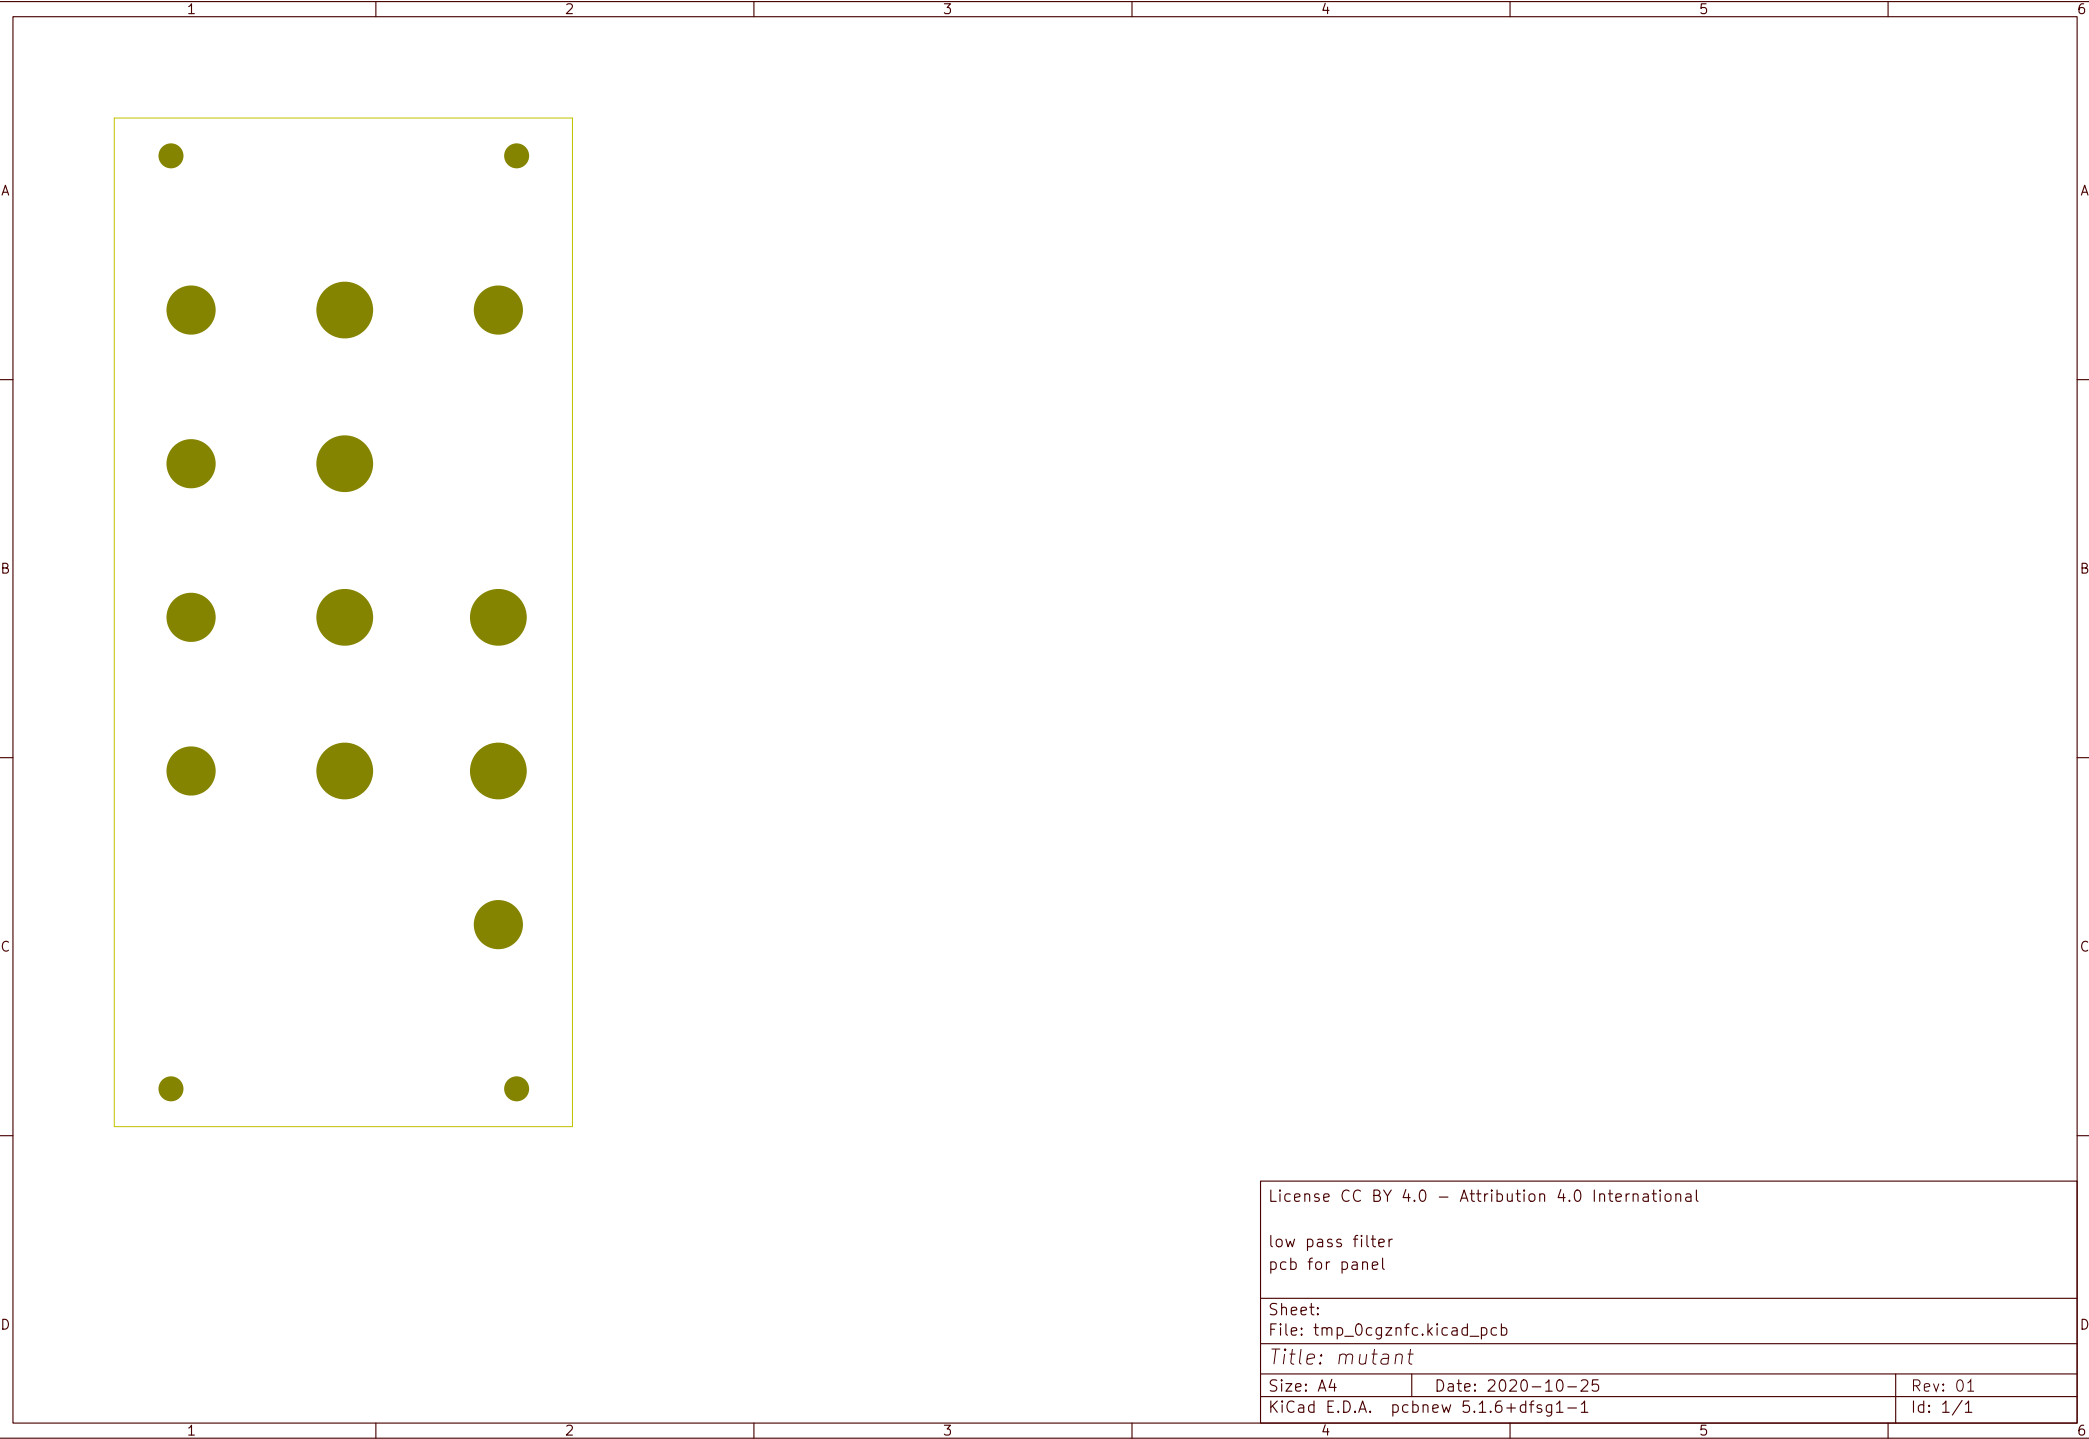 1 2 3 4 5 6
A A
B B
C C
License CC BY 4.0 – Attribution 4.0 International
low pass filter
pcb for panel
Sheet:
File: tmp_0cgznfc.kicad_pcb
D D
Title: mutant
Size: A4 Date: 2020-10-25 Rev: 01
KiCad E.D.A. pcbnew 5.1.6+dfsg1-1 Id: 1/1
1 2 3 4 5 6